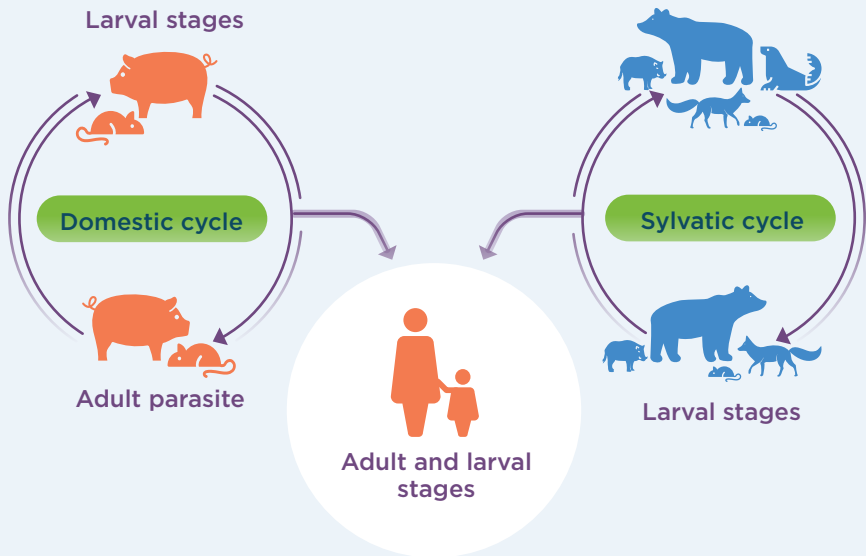 Larval stages
Domestic cycle
Adult parasite
Sylvatic cycle
Larval stages
Adult and larval
stages